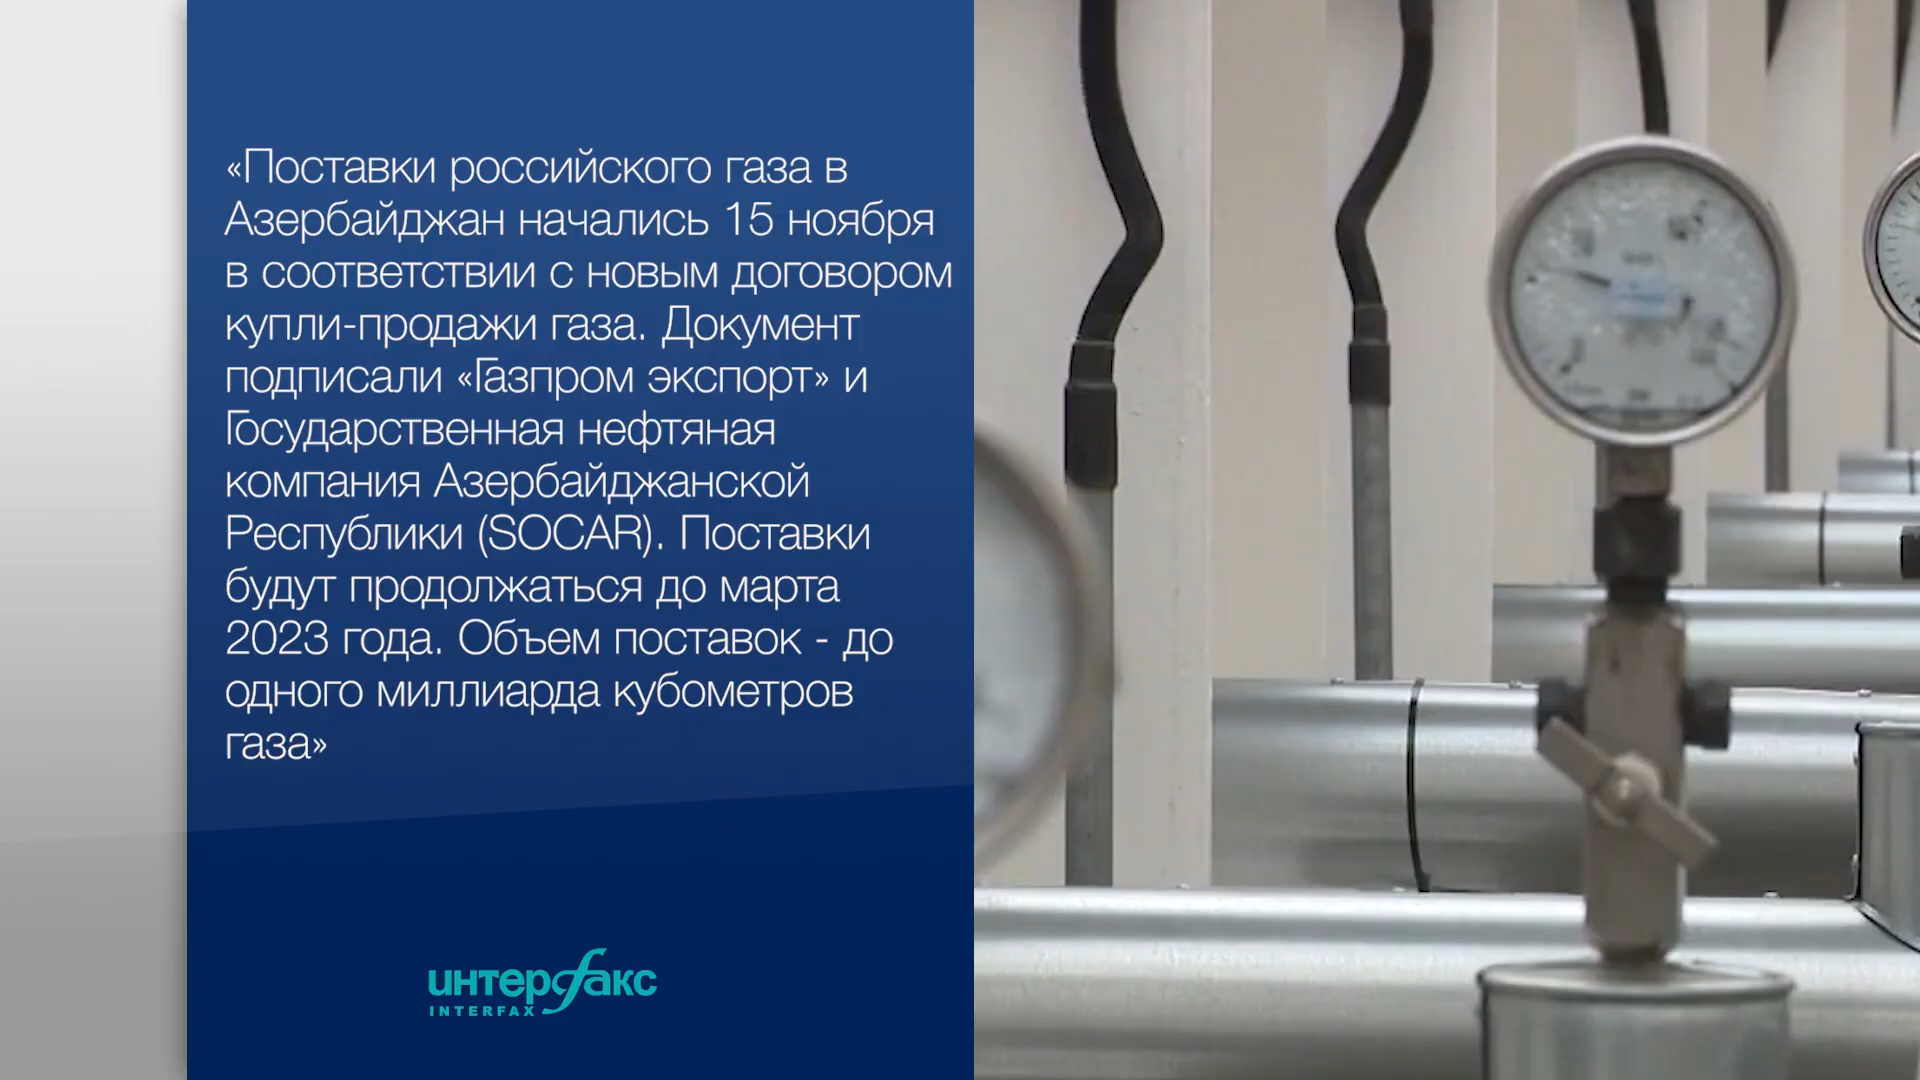 «Поставки российского газа в
Азербайджан начались 15 ноября
в соответствии с новым договором
купли-продажи газа. Документ
подписали «Газпром экспорт» и
Государственная нефтяная
компания Азербайджанской
Республики (SOCAR). Поставки
будут продолжаться до марта
2023 года. Объем поставок - до
одного миллиарда кубометров
газа»
интерфакс
INTERFAX